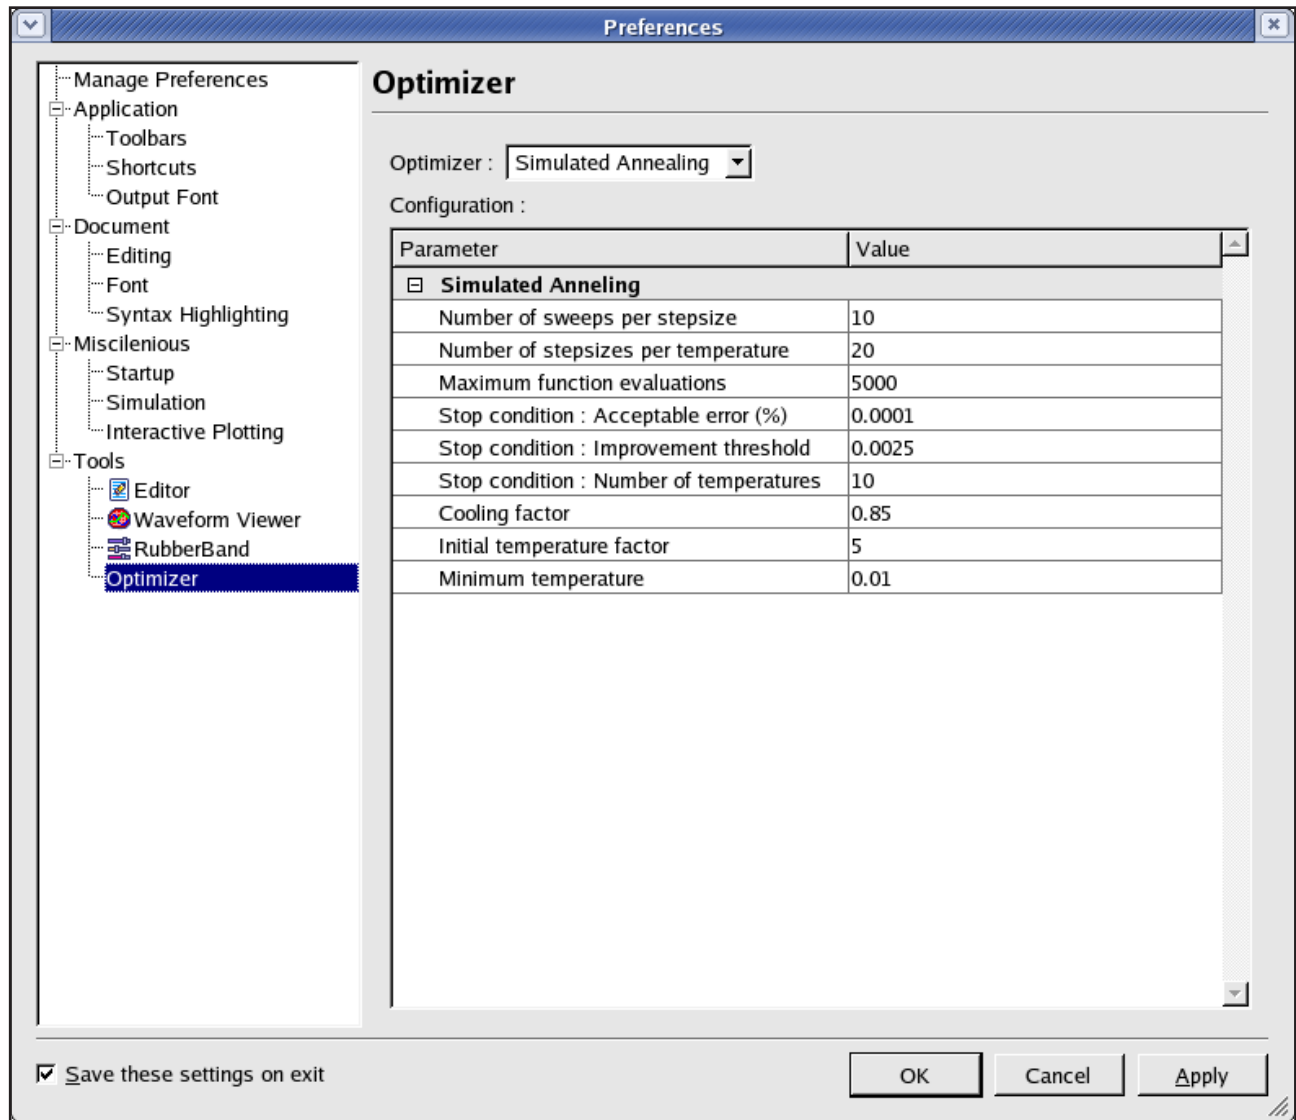 Preferences
Manage Preferences
Application
Toolbars
Shortcuts
Output Font
Document
Editing
Font
Syntax Highlighting
Miscilenious
Startup
Simulation
Interactive Plotting
Tools
Editor
Waveform Viewer
RubberBand
Optimizer
Optimizer
Optimizer : Simulated Annealing
Configuration :
Parameter Value
Simulated Anneling
Number of sweeps per stepsize 10
Number of stepsizes per temperature 20
Maximum function evaluations 5000
Stop condition : Acceptable error (%) 0.0001
Stop condition : Improvement threshold 0.0025
Stop condition : Number of temperatures 10
Cooling factor 0.85
Initial temperature factor 5
Minimum temperature 0.01
Save these settings on exit
OK Cancel Apply